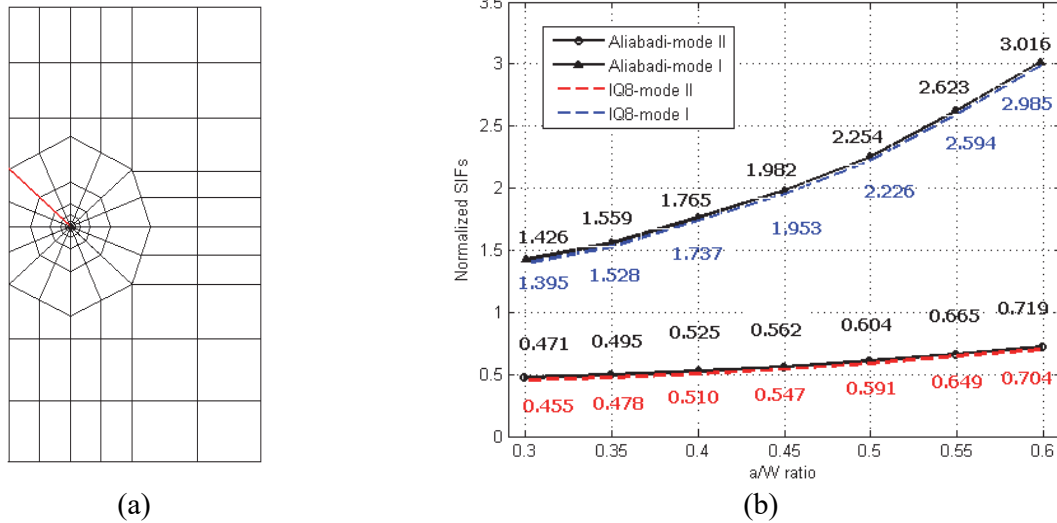 3.5
3
2.5
2
1.5
1
0.5
0
Normalized SIFs
Aliabadi-mode II
Aliabadi-mode I
IQ8-mode II
IQ8-mode I
1.426 1.559 1.765 1.982 2.254 2.623 3.016
1.395 1.528 1.737 1.953 2.226 2.594 2.985
0.471 0.495 0.525 0.562 0.604 0.665 0.719
0.455 0.478 0.510 0.547 0.591 0.649 0.704
0.3 0.35 0.4 0.45 0.5 0.55 0.6
a/W ratio
(a) (b)